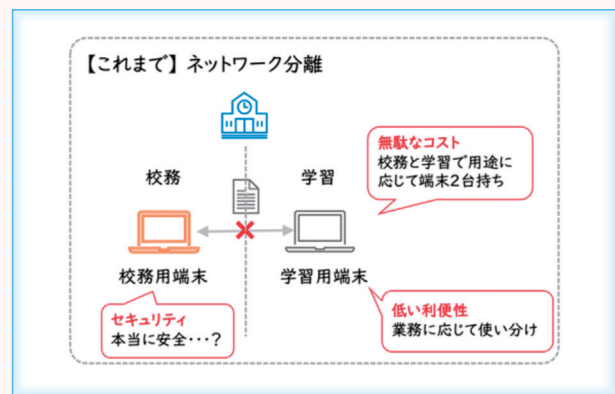 【これまで】ネットワーク分離
無駄なコスト
校務と学習で用途に
応じて端末2台持ち
校務
学習
校務用端末
学習用端末
セキュリティ
本当に安全・・・?
低い利便性
業務に応じて使い分け